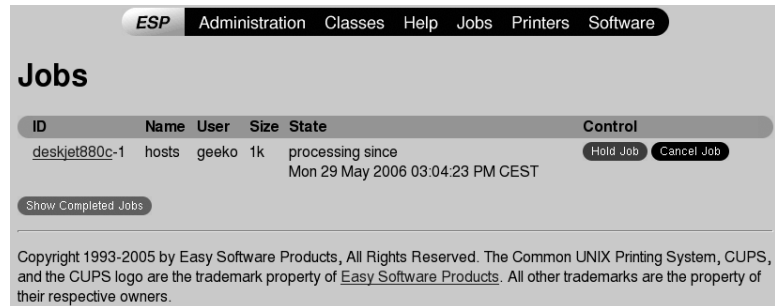 ESP Administration Classes Help Jobs Printers Software
Jobs
ID Name User Size State Control
deskjet880c-1 hosts geeko 1k processing since Hold Job Cancel Job
Mon 29 May 2006 03:04:23 PM CEST
Show Completed Jobs
Copyright 1993-2005 by Easy Software Products, All Rights Reserved. The Common UNIX Printing System, CUPS,
and the CUPS logo are the trademark property of Easy Software Products. All other trademarks are the property of
their respective owners.